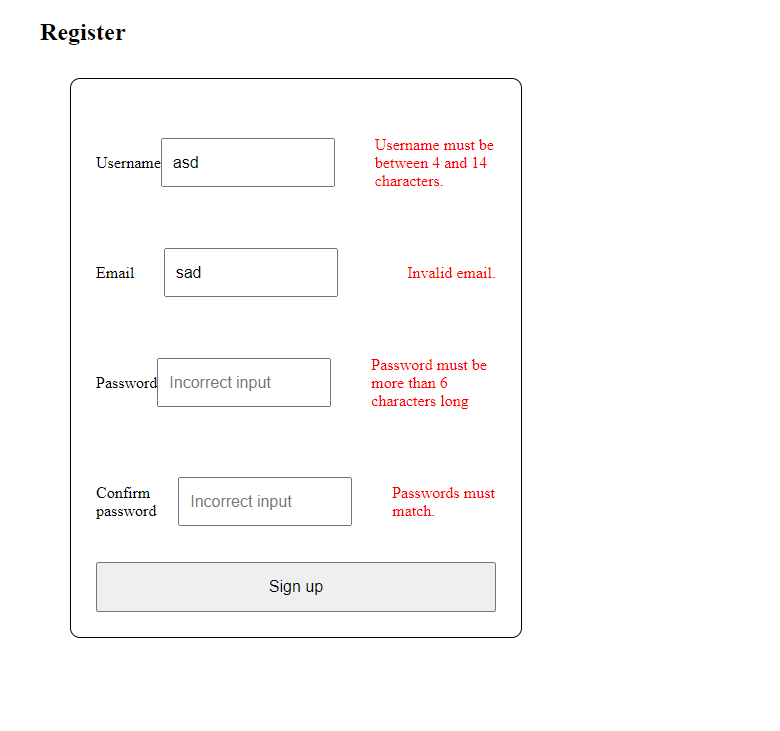 Register
Username
asd
Username must be
between 4 and 14
characters.
Email
sad
Invalid email.
Password
Incorrect input
Password must be
more than 6
characters long
Confirm
password
Incorrect input
Passwords must
match.
Sign up